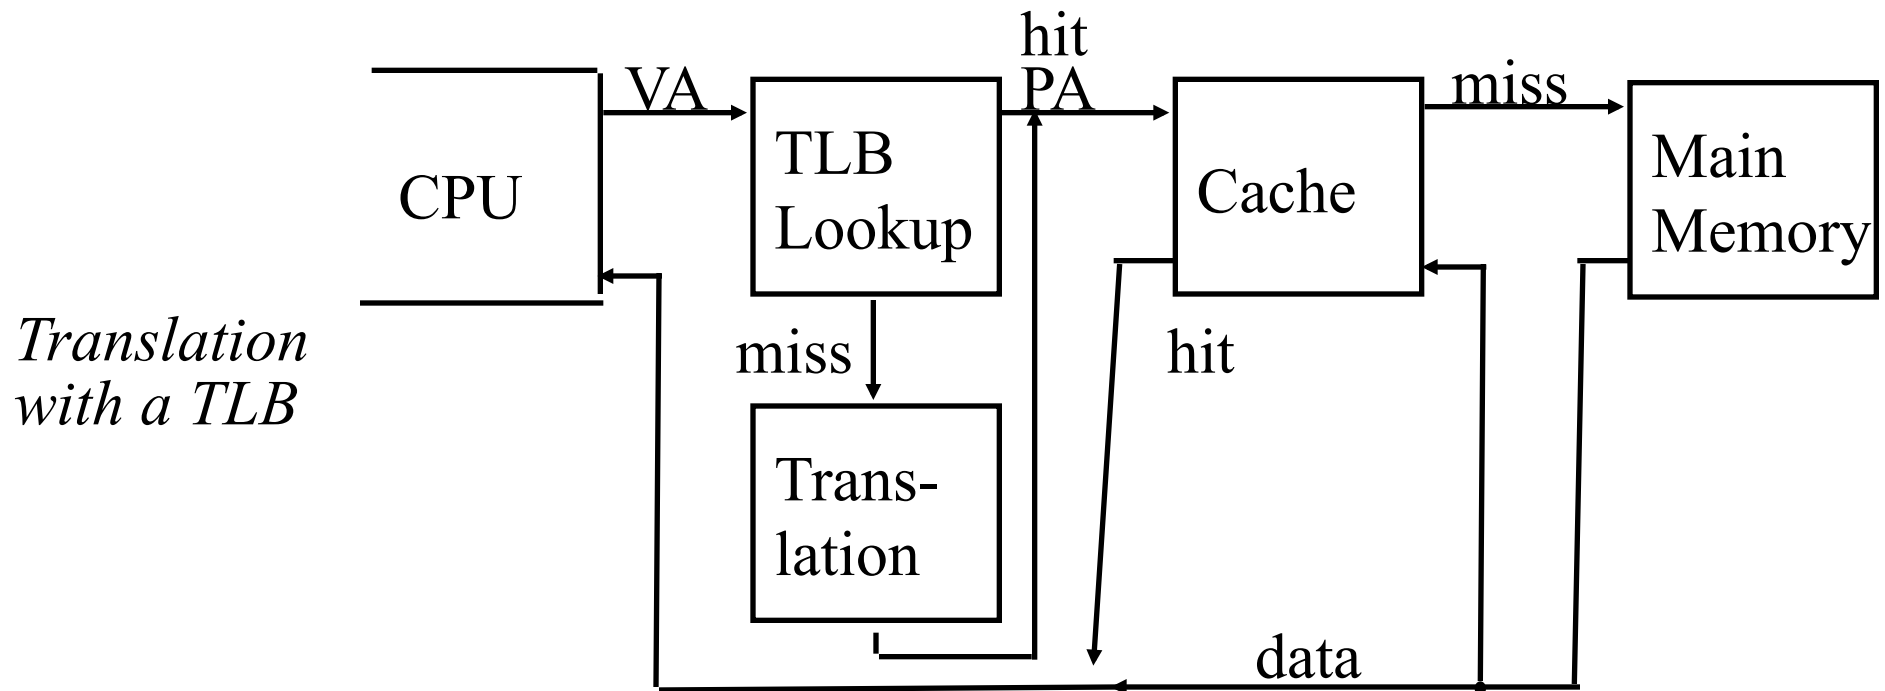 hit
VA
PA
miss
CPU
TLB
Lookup
Cache
Main
Memory
Translation
with a TLB
miss
hit
Trans-
lation
data